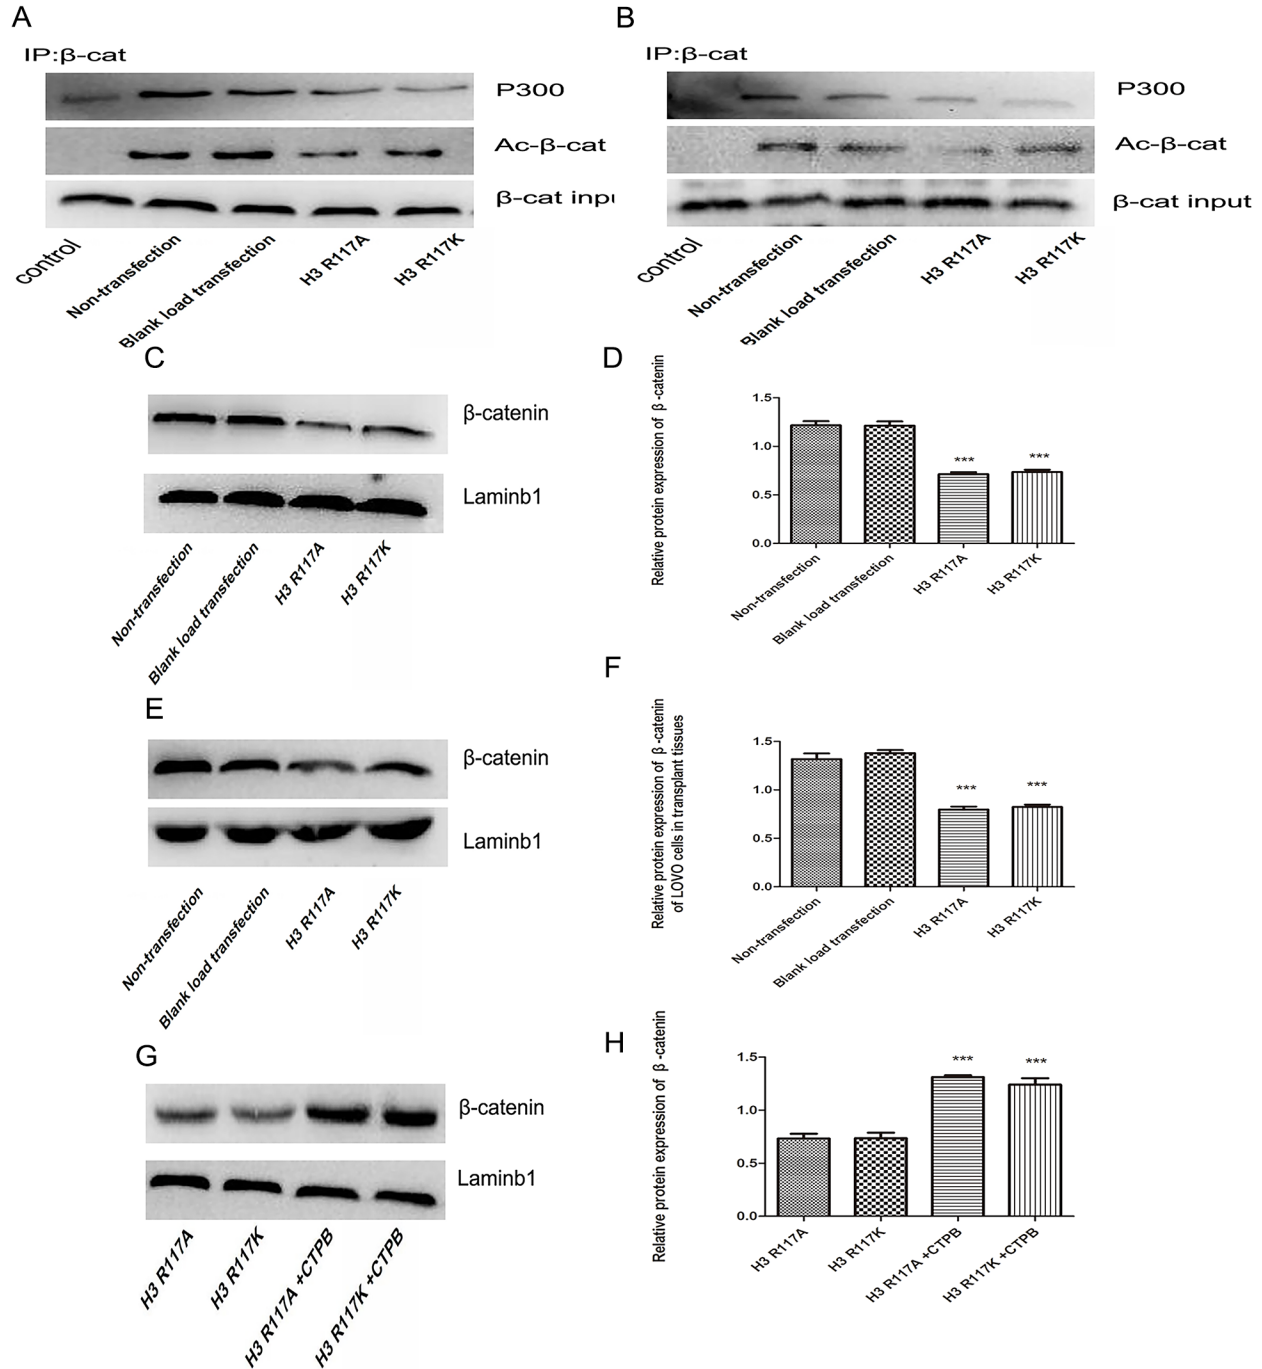 A
IP:β-cat
P300
Ac-β-cat
β-cat inpu
control
Non-transfection
Blank load transfection
H3 R117A
H3 R117K
B
IP:β-cat
P300
Ac-β-cat
β-cat input
control
Non-transfection
Blank load transfection
H3 R117A
H3 R117K
C
β-catenin
Laminb1
Non-transfection
Blank load transfection
H3 R117A
H3 R117K
D
Relative protein expression of β -catenin
1.5
1.0
0.5
0.0
***
***
Non-transfection
Blank load transfection
H3 R117A
H3 R117K
E
β-catenin
Laminb1
Non-transfection
Blank load transfection
H3 R117A
H3 R117K
F
Relative protein expression of β -catenin
of LOVO cells in transplant tissues
1.5
1.0
0.5
0.0
***
***
Non-transfection
Blank load transfection
H3 R117A
H3 R117K
G
β-catenin
Laminb1
H3 R117A
H3 R117K
H3 R117A +CTPB
H3 R117K +CTPB
H
Relative protein expression of β -catenin
1.5
1.0
0.5
0.0
***
***
H3 R117A
H3 R117K
H3 R117A +CTPB
H3 R117K +CTPB